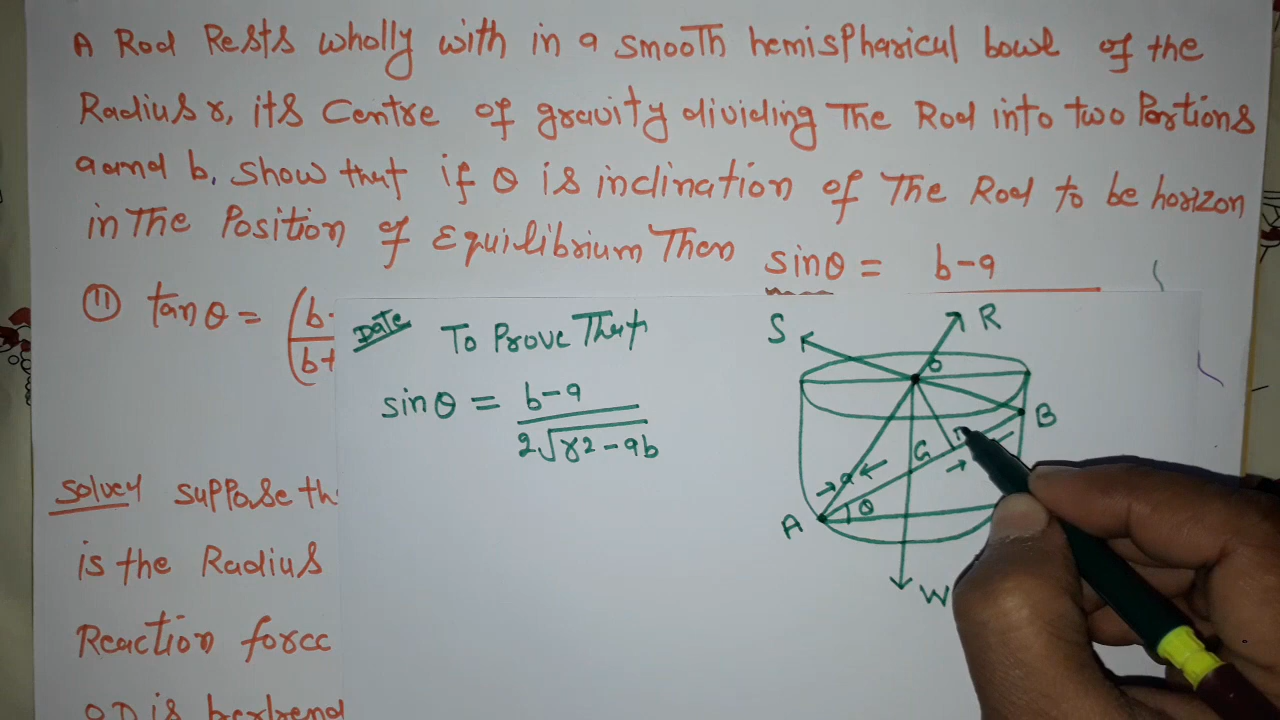 A Rod Rests wholly with in a smooth hemispharical bowl of the
Radius r, its Centre of gravity dividing The Rod into two Portions
a and b. show that if θ is inclination of The Rod to be horizon
in The Position of Equilibrium Then sinθ = b-a
(11) tanθ = (b-
b+
Date To Prove That
sinθ = b-a
2√r2-ab
S R
O
B
G
A θ
W
Solve suppose th
is the Radius
Reaction force
OD is